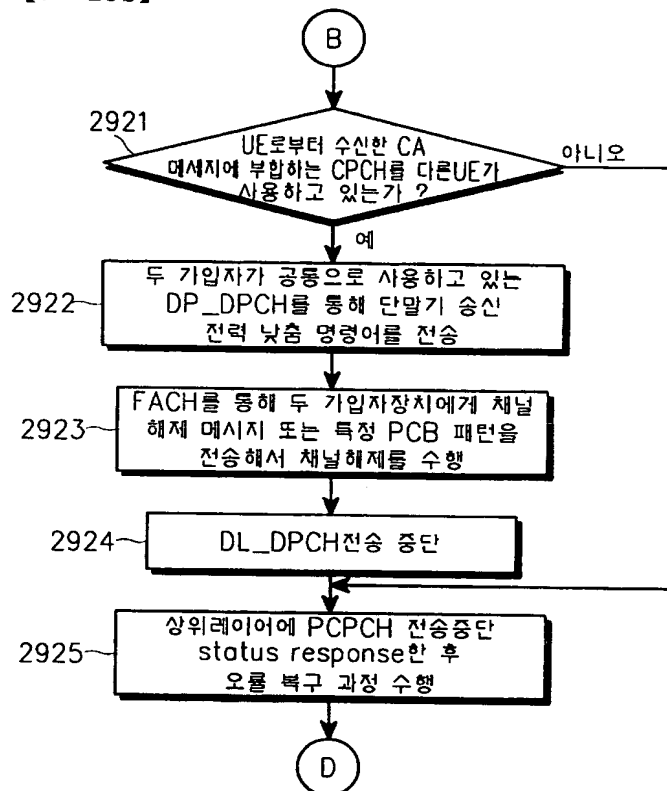 B
2921
UE로부터 수신한 CA
메세지에 부합하는 CPCH를 다른UE가
사용하고 있는가 ?
아니오
예
두 가입자가 공통으로 사용하고 있는
2922
DP_DPCH를 통해 단말기 송신
전력 낮춤 명령어를 전송
FACH를 통해 두 가입자장치에게 채널
2923
해제 메시지 또는 특정 PCB 패턴을
전송해서 채널해제를 수행
2924
DL_DPCH전송 중단
상위레이어에 PCPCH 전송중단
2925
status response한 후
오률 복구 과정 수행
D